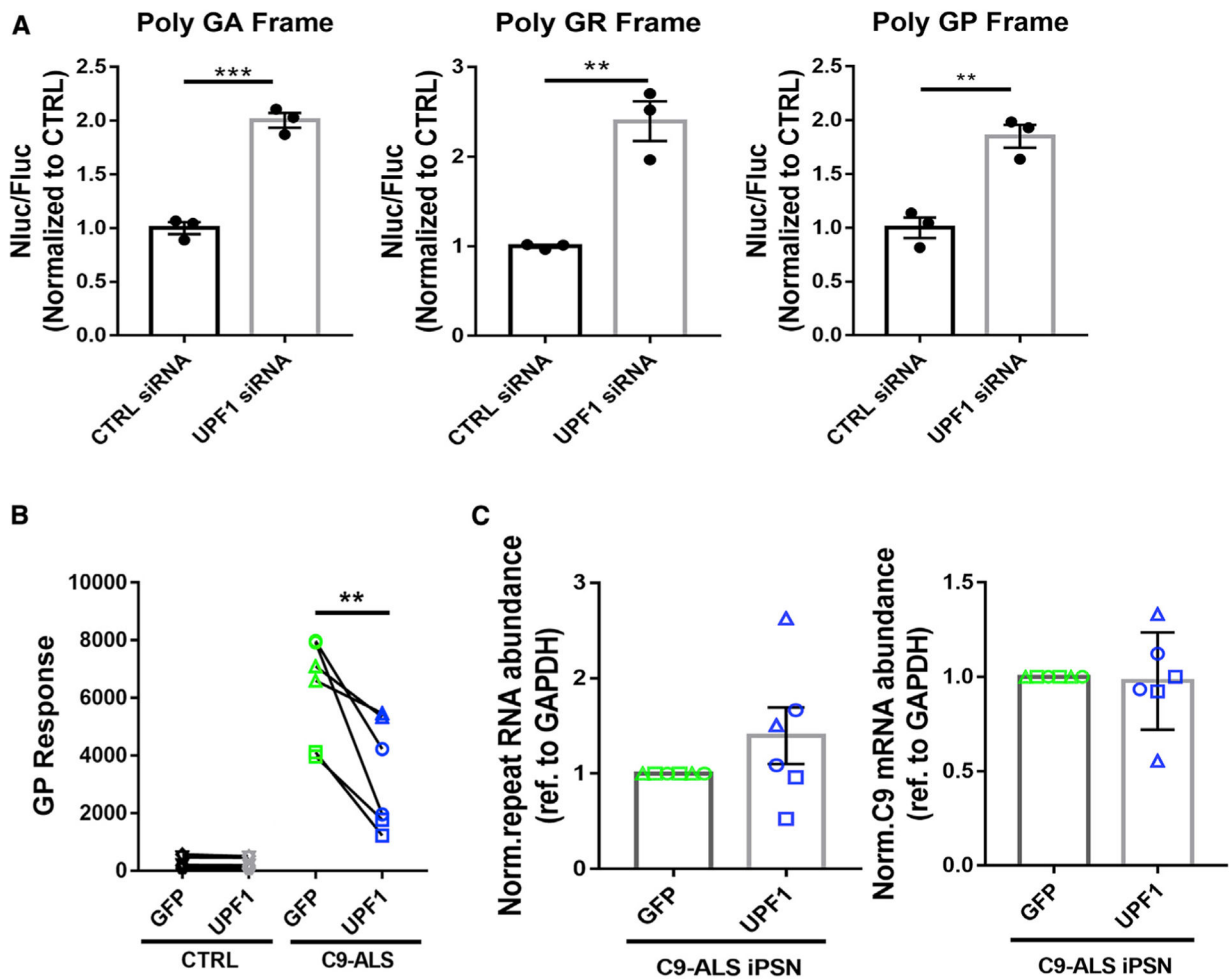 A
Poly GA Frame
Nluc/Fluc
(Normalized to CTRL)
2.5
2.0
1.5
1.0
0.5
0.0
***
CTRL siRNA
UPF1 siRNA
Poly GR Frame
Nluc/Fluc
(Normalized to CTRL)
3
2
1
0
**
CTRL siRNA
UPF1 siRNA
Poly GP Frame
Nluc/Fluc
(Normalized to CTRL)
2.5
2.0
1.5
1.0
0.5
0.0
**
CTRL siRNA
UPF1 siRNA
B
GP Response
10000
8000
6000
4000
2000
0
**
GFP
UPF1
GFP
UPF1
CTRL
C9-ALS
C
Norm.repeat RNA abundance
(ref. to GAPDH)
3
2
1
0
GFP
UPF1
C9-ALS iPSN
Norm.C9 mRNA abundance
(ref. to GAPDH)
1.5
1.0
0.5
0.0
GFP
UPF1
C9-ALS iPSN